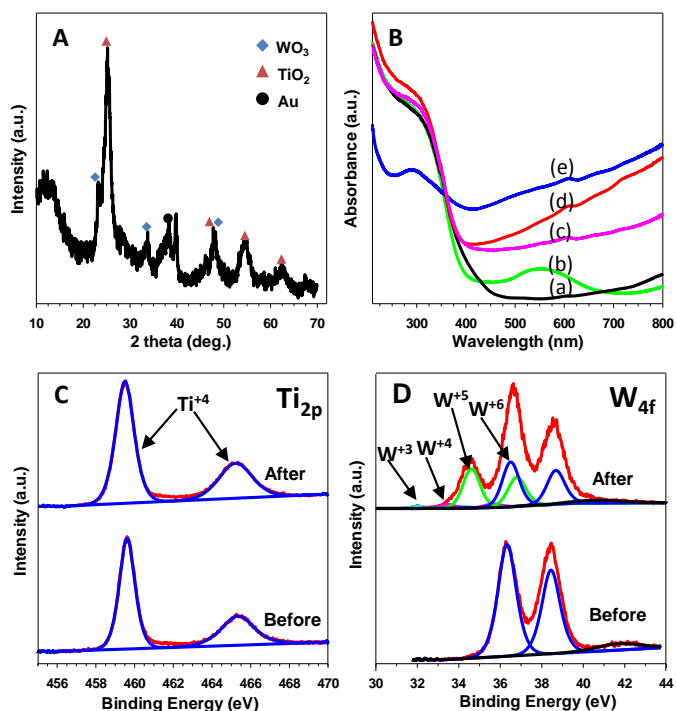 A
WO3
TiO2
Au
Intensity (a.u.)
10 20 30 40 50 60 70
2 theta (deg.)
B
(e)
(d)
(c)
(b)
(a)
Absorbance (a.u.)
300 400 500 600 700 800
Wavelength (nm)
C
Ti+4
Ti2p
After
Before
Intensity (a.u.)
456 458 460 462 464 466 468 470
Binding Energy (eV)
D
W4f
W+3
W+4
W+5
W+6
After
Before
Intensity (a.u.)
30 32 34 36 38 40 42 44
Binding Energy (eV)